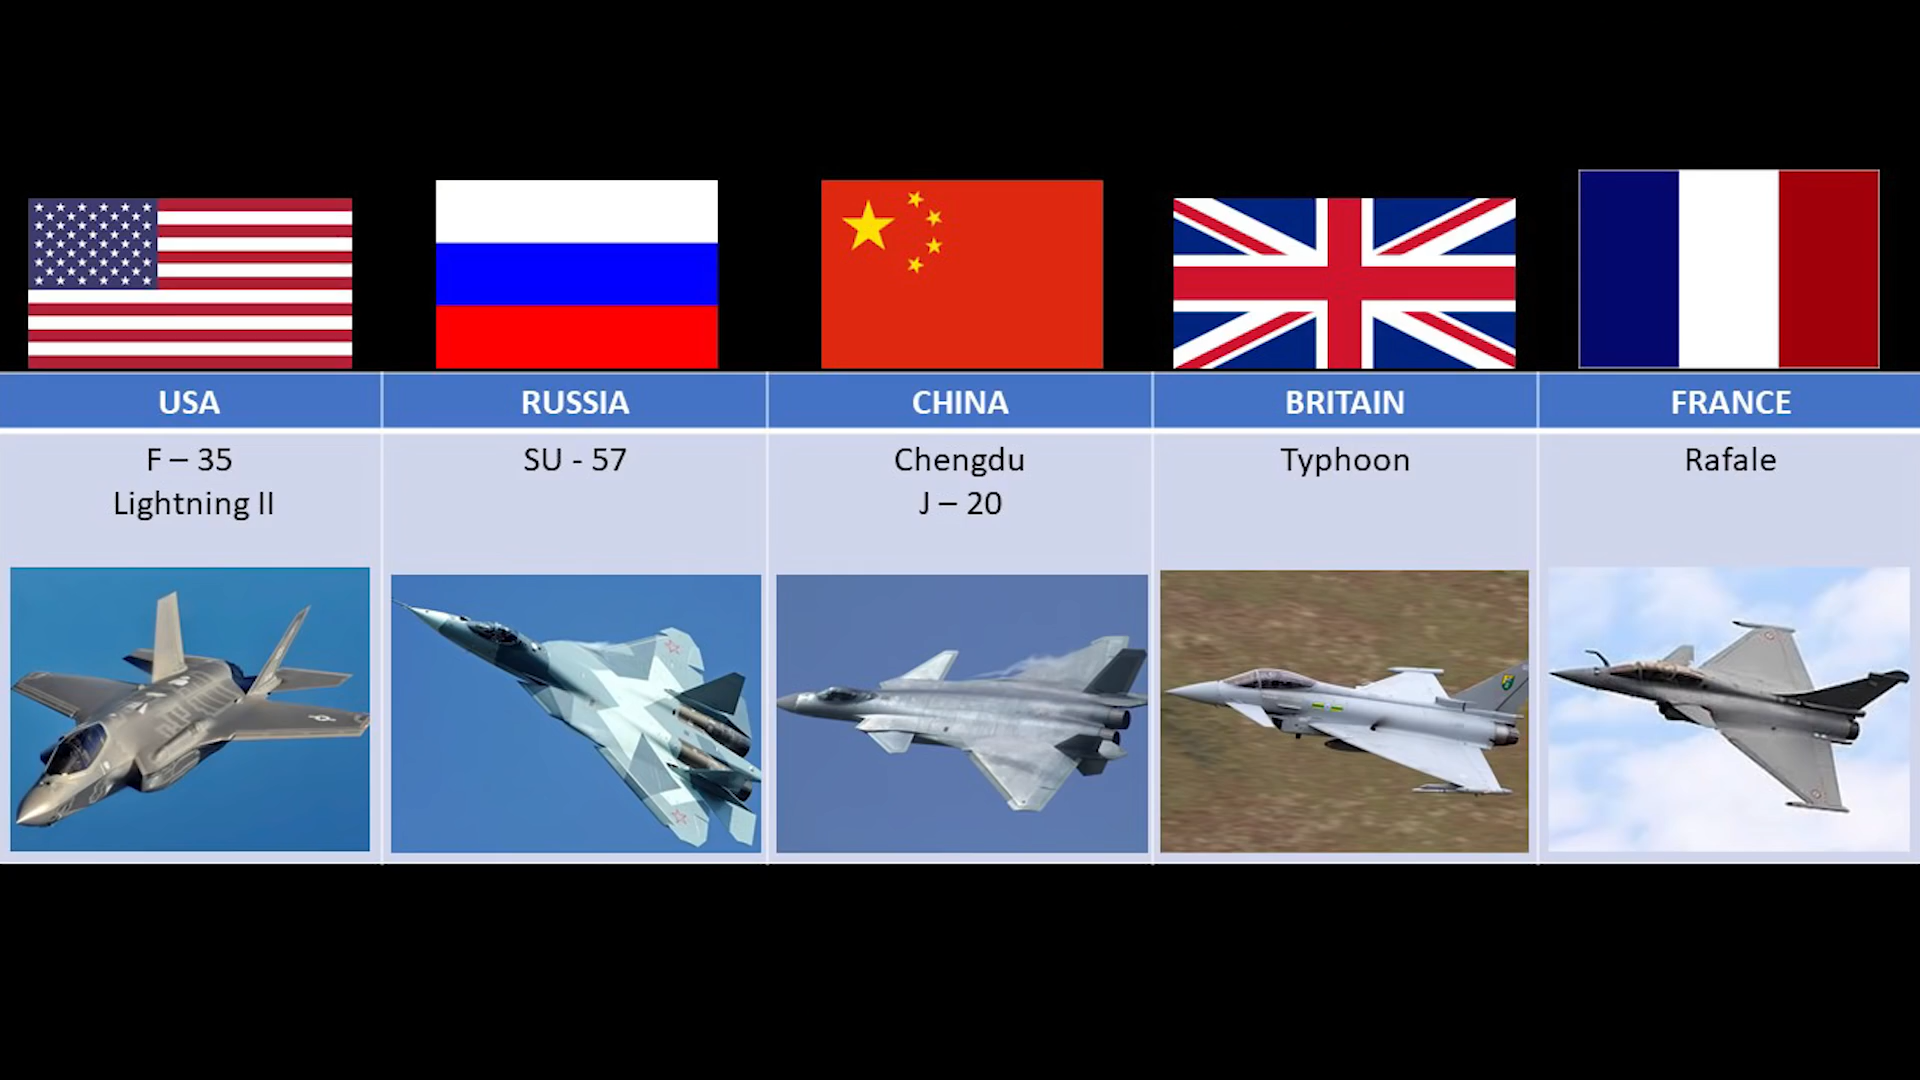 USA
RUSSIA
CHINA
BRITAIN
FRANCE
F – 35
Lightning II
SU - 57
Chengdu
J – 20
Typhoon
Rafale